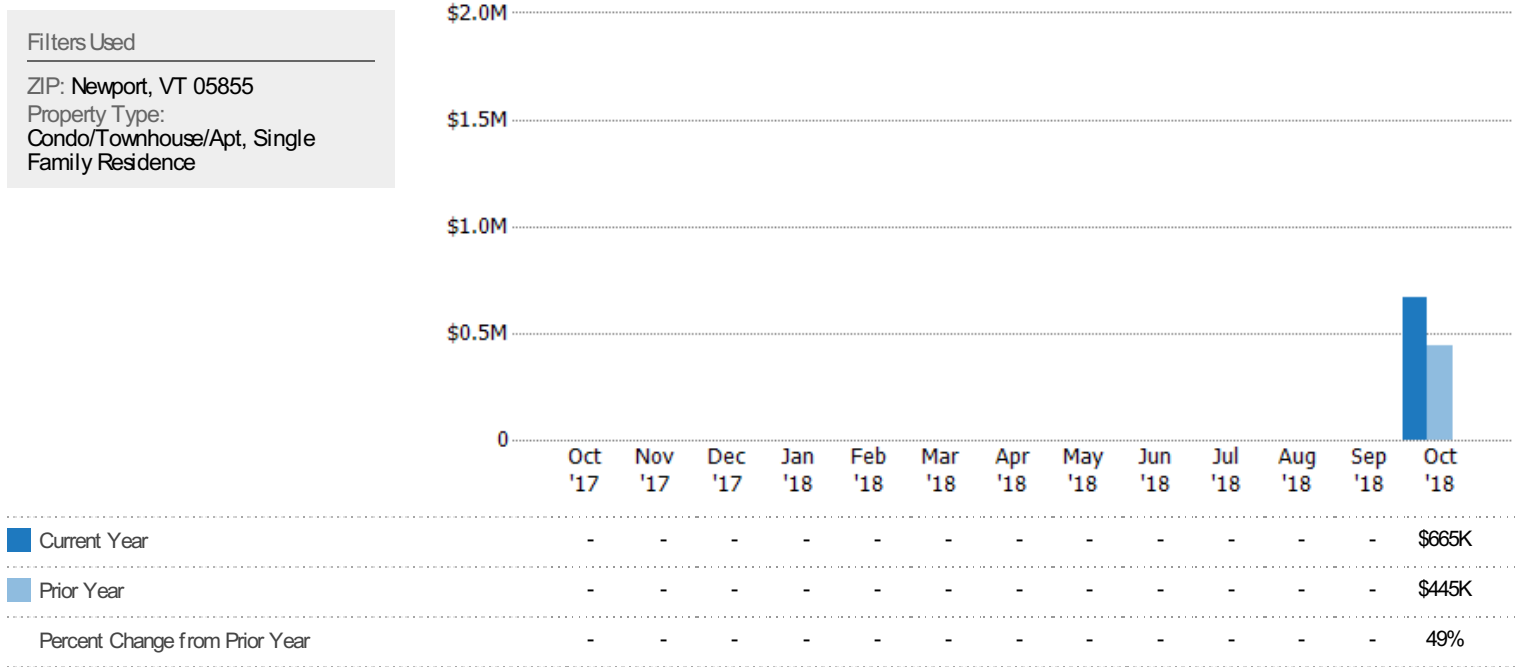 Filters Used
ZIP: Newport, VT 05855
Property Type:
Condo/Townhouse/Apt, Single
Family Residence
$2.0M
$1.5M
$1.0M
$0.5M
0
Oct Nov Dec Jan Feb Mar Apr May Jun Jul Aug Sep Oct
'17 '17 '17 '18 '18 '18 '18 '18 '18 '18 '18 '18 '18
Current Year - - - - - - - - - - - - $665K
Prior Year - - - - - - - - - - - - $445K
Percent Change from Prior Year - - - - - - - - - - - - 49%